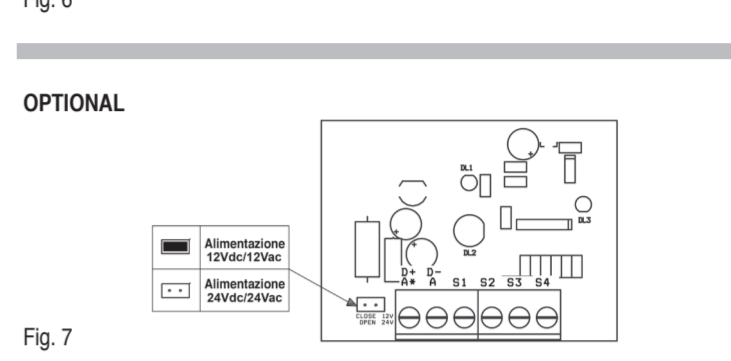 Fig. 6
OPTIONAL
DL1
DL3
DL2
Alimentazione
12Vdc/12Vac
Alimentazione
24Vdc/24Vac
D+ D-
A* A S1 S2 S3 S4
CLOSE 12V
OPEN 24V
Fig. 7